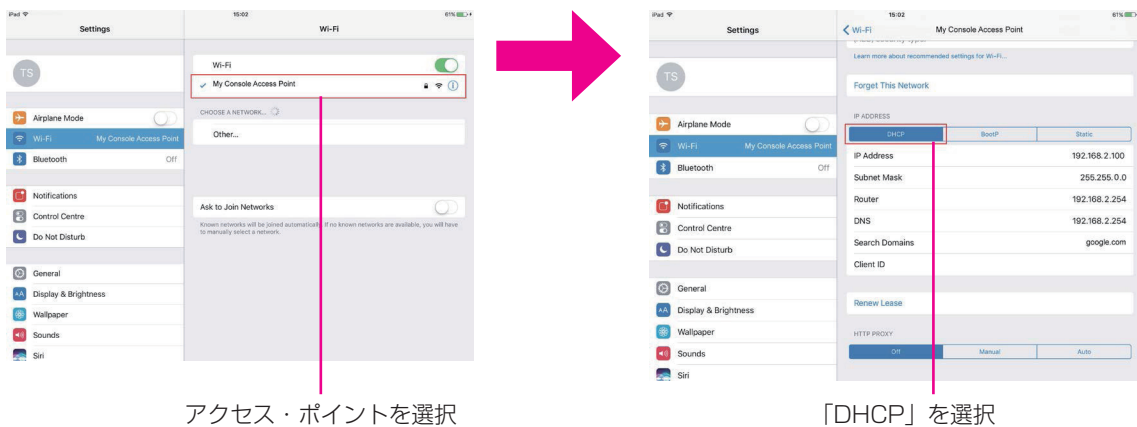 iPad 15:02 61%
Settings
Wi-Fi
TS
Airplane Mode
Wi-Fi My Console Access Point
Bluetooth Off
Notifications
Control Centre
Do Not Disturb
General
Display & Brightness
Wallpaper
Sounds
Siri
Wi-Fi
My Console Access Point
CHOOSE A NETWORK...
Other...
Ask to Join Networks
Known networks will be joined automatically. If no known networks are available, you will have
to manually select a network.
アクセス・ポイントを選択
iPad 15:02 61%
Settings
Wi-Fi My Console Access Point
TS
Airplane Mode
Wi-Fi My Console Access Point
Bluetooth Off
Notifications
Control Centre
Do Not Disturb
General
Display & Brightness
Wallpaper
Sounds
Siri
Learn more about recommended settings for Wi-Fi...
Forget This Network
IP ADDRESS
DHCP BootP Static
IP Address 192.168.2.100
Subnet Mask 255.255.0.0
Router 192.168.2.254
DNS 192.168.2.254
Search Domains google.com
Client ID
Renew Lease
HTTP PROXY
Off Manual Auto
「DHCP」を選択